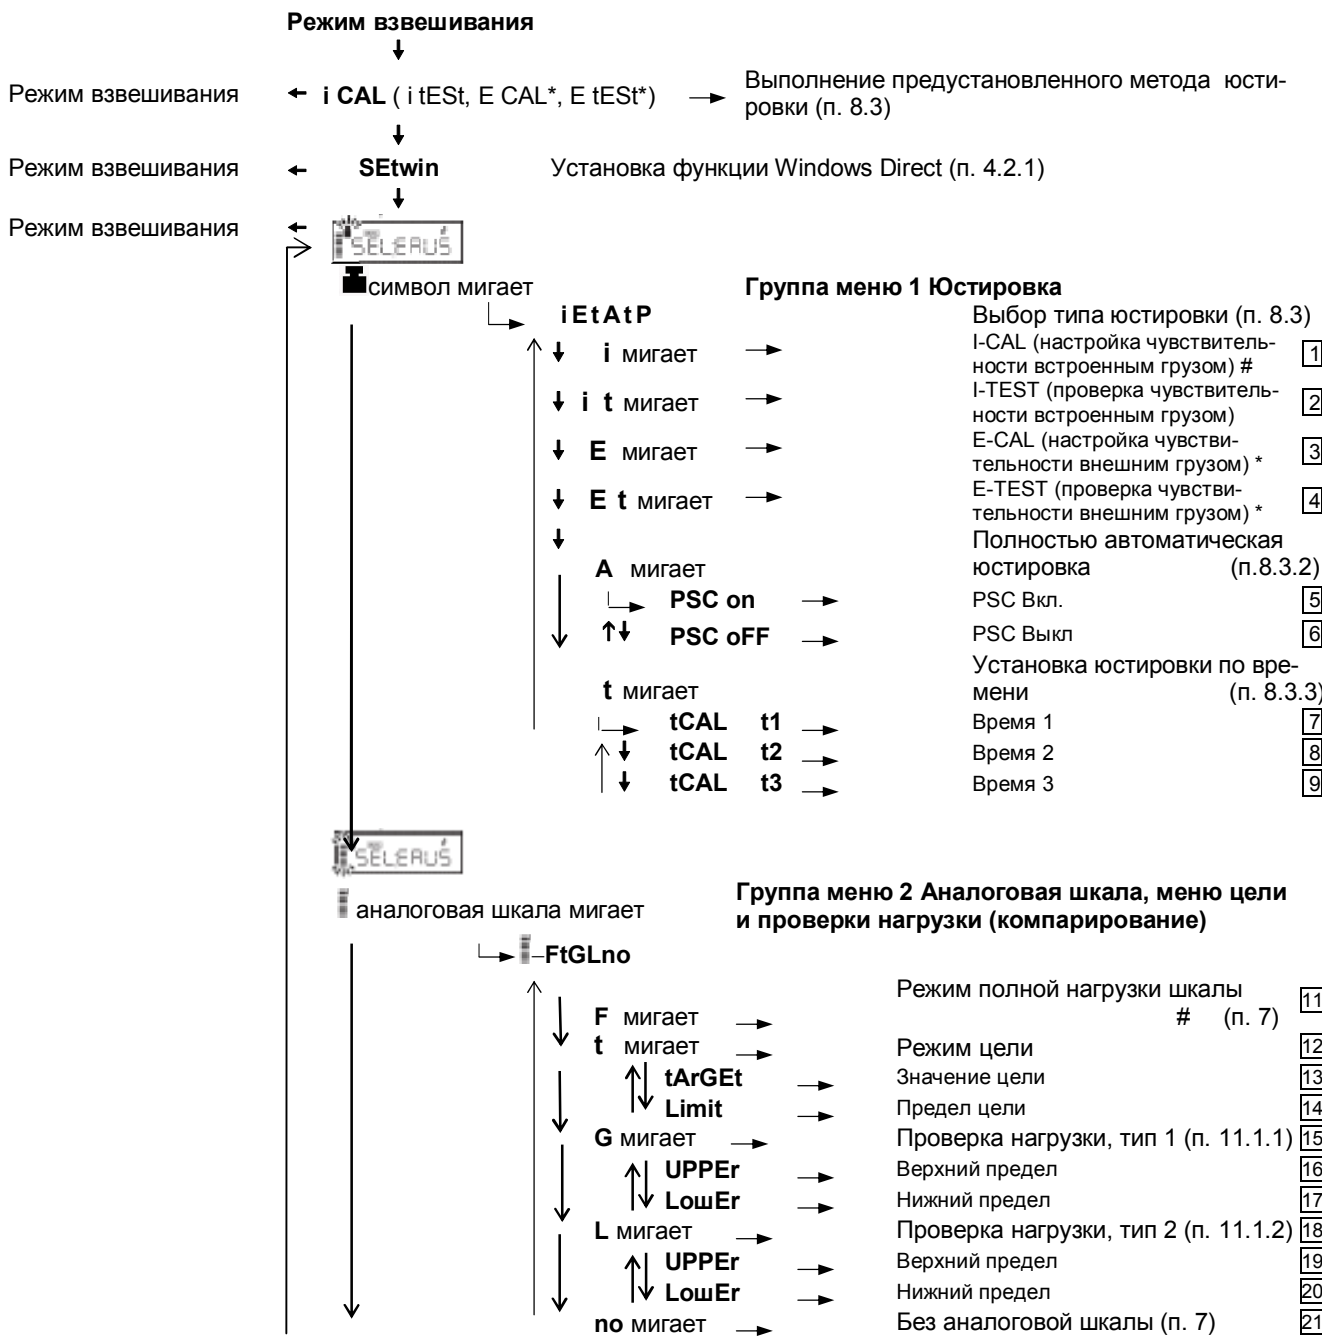 Режим взвешивания
Режим взвешивания i CAL ( i tESt, E CAL*, E tESt*) Выполнение предустановленного метода юсти-
ровки (п. 8.3)
Режим взвешивания SEtwin Установка функции Windows Direct (п. 4.2.1)
Режим взвешивания
символ мигает Группа меню 1 Юстировка
iEtAtP Выбор типа юстировки (п. 8.3)
i мигает I-CAL (настройка чувствитель-
ности встроенным грузом) # 1
i t мигает I-TEST (проверка чувствитель-
ности встроенным грузом) 2
E мигает E-CAL (настройка чувстви-
тельности внешним грузом) * 3
E t мигает E-TEST (проверка чувстви-
тельности внешним грузом) * 4
Полностью автоматическая
A мигает юстировка (п.8.3.2)
PSC on PSC Вкл. 5
PSC oFF PSC Выкл 6
Установка юстировки по вре-
t мигает мени (п. 8.3.3)
tCAL t1 Время 1 7
tCAL t2 Время 2 8
tCAL t3 Время 3 9
Группа меню 2 Аналоговая шкала, меню цели
и проверки нагрузки (компарирование)
аналоговая шкала мигает
–FtGLno
Режим полной нагрузки шкалы 11
F мигает # (п. 7)
t мигает Режим цели 12
tArGEt Значение цели 13
Limit Предел цели 14
G мигает Проверка нагрузки, тип 1 (п. 11.1.1) 15
UPPEr Верхний предел 16
LoшEr Нижний предел 17
L мигает Проверка нагрузки, тип 2 (п. 11.1.2) 18
UPPEr Верхний предел 19
LoшEr Нижний предел 20
no мигает Без аналоговой шкалы (п. 7) 21